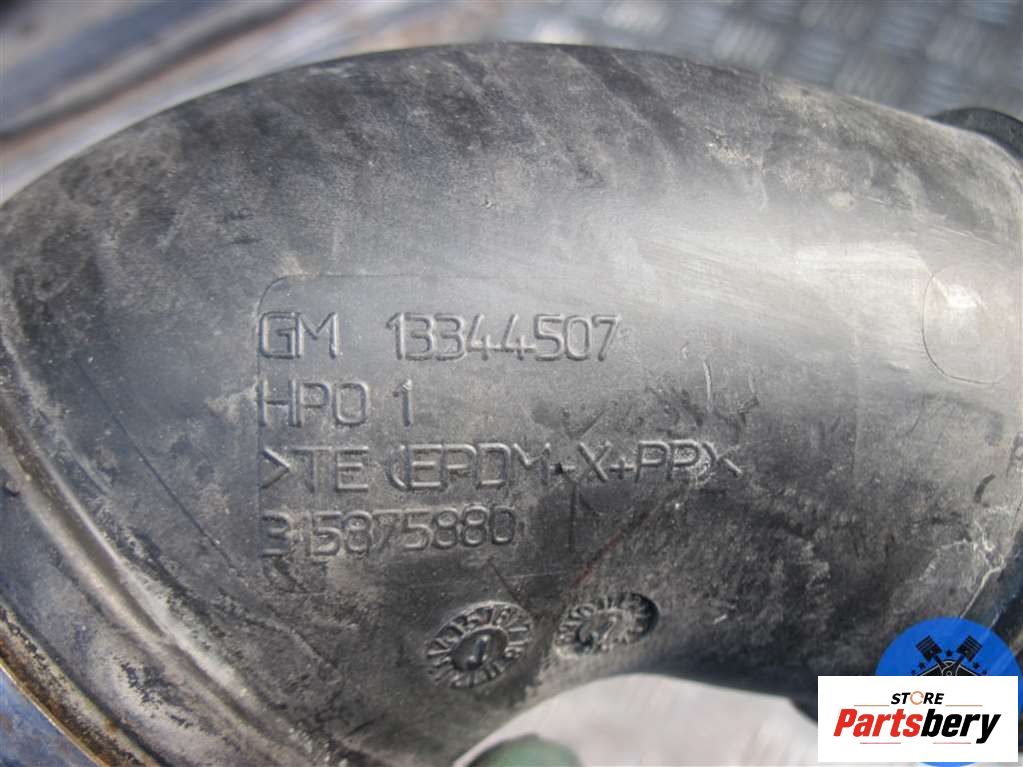 GM 13344507
HPO 1
>TE (EPDM-X+PP)<
315875880
STORE
Partsbery